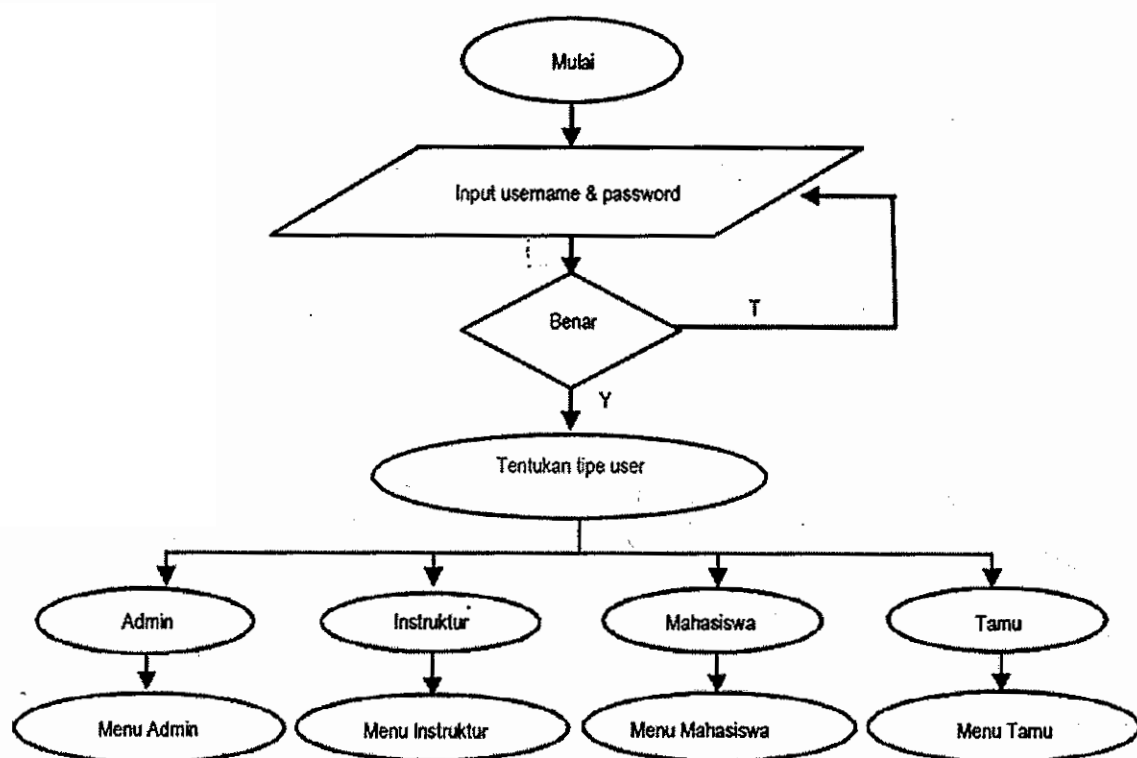 Mulai
Input username & password
Benar
T
Y
Tentukan tipe user
Admin
Instruktur
Mahasiswa
Tamu
Menu Admin
Menu Instruktur
Menu Mahasiswa
Menu Tamu